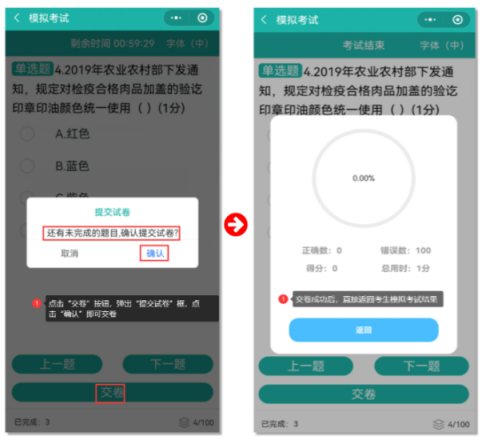 模拟考试
剩余时间 00:59:29 字体（中）
单选题 4.2019年农业农村部下发通
知，规定对检疫合格肉品加盖的验讫
印章印油颜色统一使用（ ）(1分)
A.红色
B.蓝色
提交试卷
还有未完成的题目,确认提交试卷?
取消 确认
1 点击“交卷”按钮，弹出“提交试卷”框，点
击“确认”即可交卷
上一题 下一题
交卷
已完成：3 4/100
模拟考试
考试结束 字体（中）
单选题 4.2019年农业农村部下发通
知，规定对检疫合格肉品加盖的验讫
印章印油颜色统一使用（ ）(1分)
0.00%
正确数：0 错误数：100
得分：0 总用时：1分
1 交卷成功后，直接返回考生模拟考试结果
返回
上一题 下一题
交卷
已完成：3 4/100